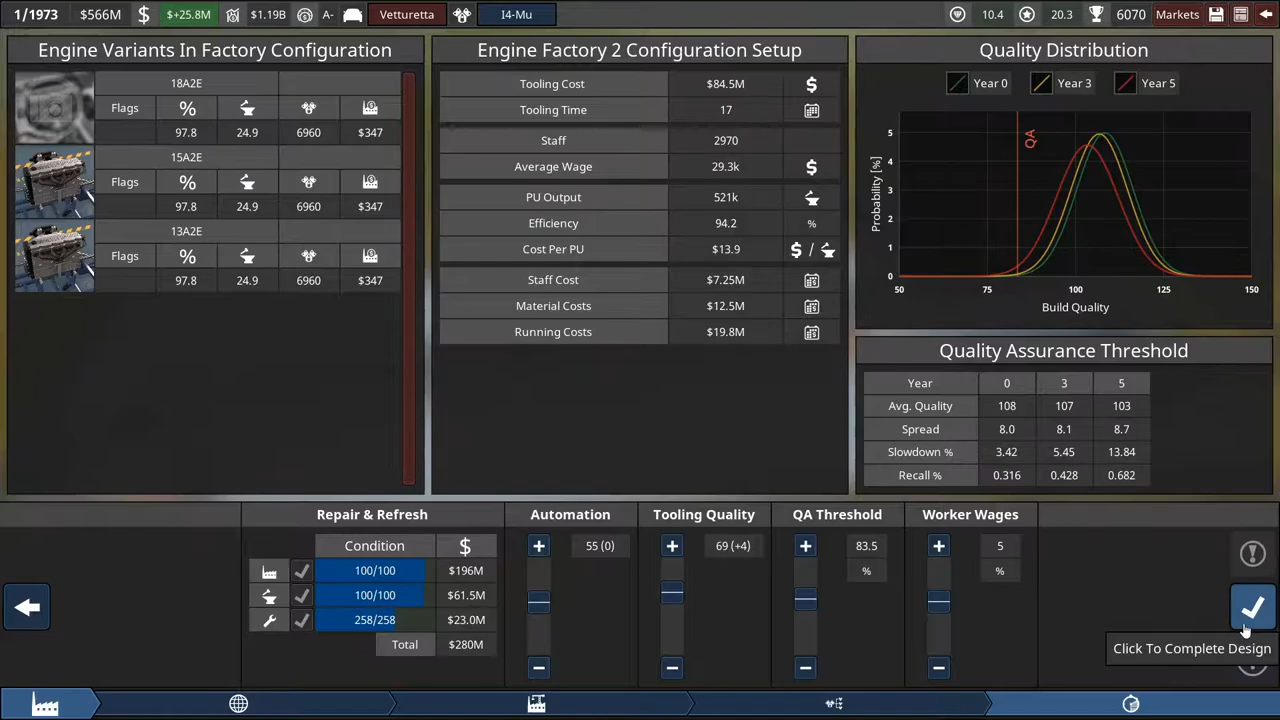 1/1973 $566M $+25.8M $1.19B A- Vetturetta I4-Mu 10.4 20.3 6070 Markets
Engine Variants In Factory Configuration
18A2E
Flags %
97.8 24.9 6960 $347
15A2E
Flags %
97.8 24.9 6960 $347
13A2E
Flags %
97.8 24.9 6960 $347
Engine Factory 2 Configuration Setup
Tooling Cost $84.5M $
Tooling Time 17
Staff 2970
Average Wage 29.3k $
PU Output 521k
Efficiency 94.2 %
Cost Per PU $13.9 $ /
Staff Cost $7.25M
Material Costs $12.5M
Running Costs $19.8M
Quality Distribution
Year 0 Year 3 Year 5
QA
Probability [%]
5
4
3
2
1
0
50 75 100 125 150
Build Quality
Quality Assurance Threshold
Year 0 3 5
Avg. Quality 108 107 103
Spread 8.0 8.1 8.7
Slowdown % 3.42 5.45 13.84
Recall % 0.316 0.428 0.682
Repair & Refresh
Condition $
100/100 $196M
100/100 $61.5M
258/258 $23.0M
Total $280M
Automation
55 (0)
Tooling Quality
69 (+4)
QA Threshold
83.5
%
Worker Wages
5
%
Click To Complete Design